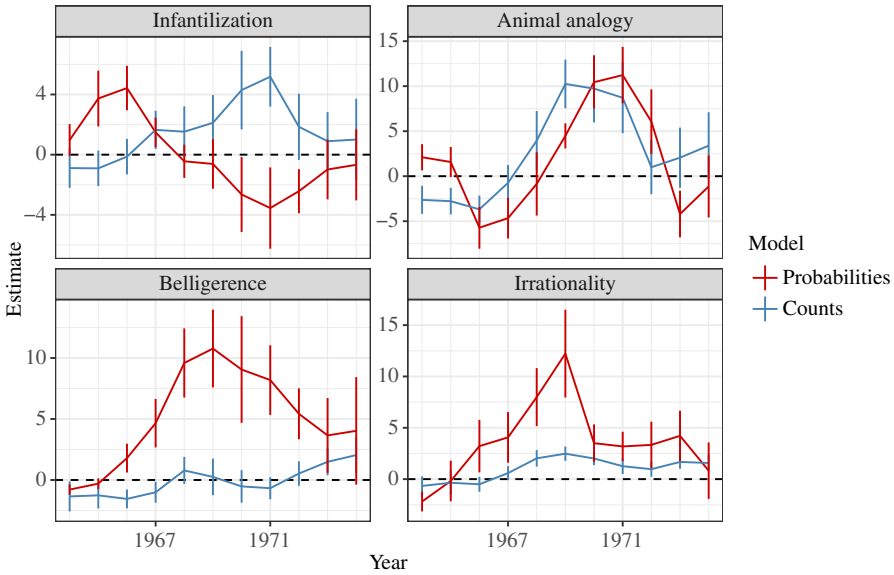 Infantilization
Animal analogy
4
0
−4
15
10
5
0
−5
Estimate
Belligerence
Irrationality
10
5
0
15
10
5
0
1967
1971
1967
1971
Year
Model
Probabilities
Counts